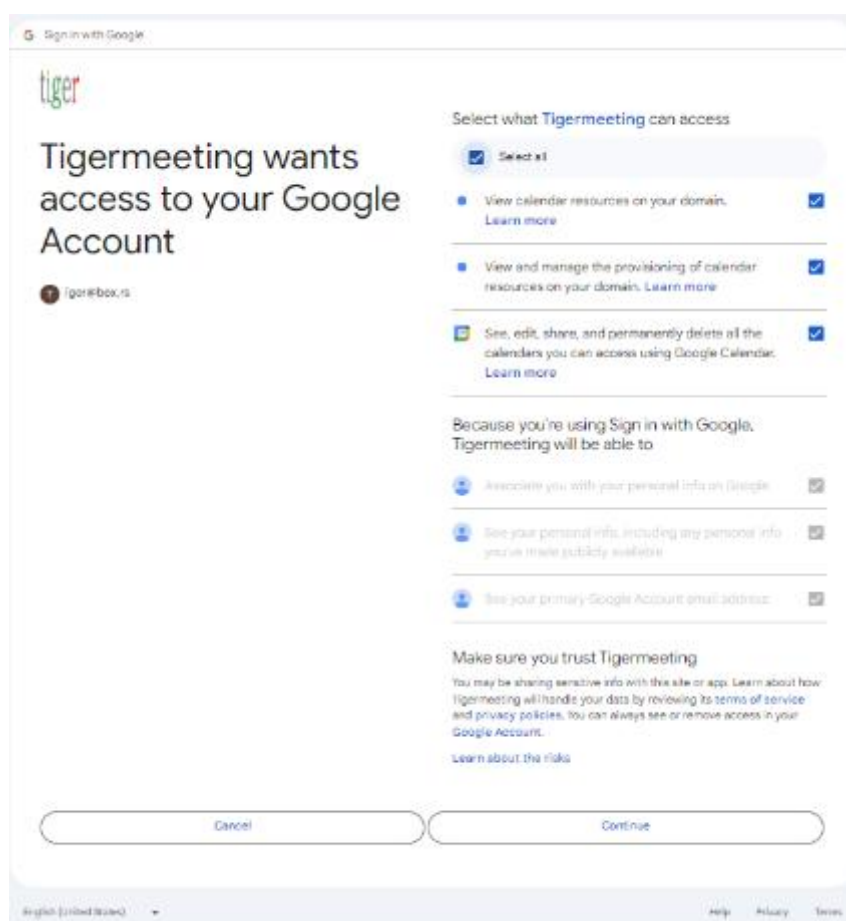 Sign in with Google
tiger
Tigermeeting wants
access to your Google
Account
igor@box.rs
Select what Tigermeeting can access
Select all
View calendar resources on your domain.
Learn more
View and manage the provisioning of calendar
resources on your domain. Learn more
See, edit, share, and permanently delete all the
calendars you can access using Google Calendar.
Learn more
Because you're using Sign in with Google,
Tigermeeting will be able to
Associate you with your personal info on Google
See your personal info, including any personal info
you've made publicly available
See your primary Google Account email address
Make sure you trust Tigermeeting
You may be sharing sensitive info with this site or app. Learn about how
Tigermeeting will handle your data by reviewing its terms of service
and privacy policies. You can always see or remove access in your
Google Account.
Learn about the risks
Cancel
Continue
English (United States)
Help Privacy Terms